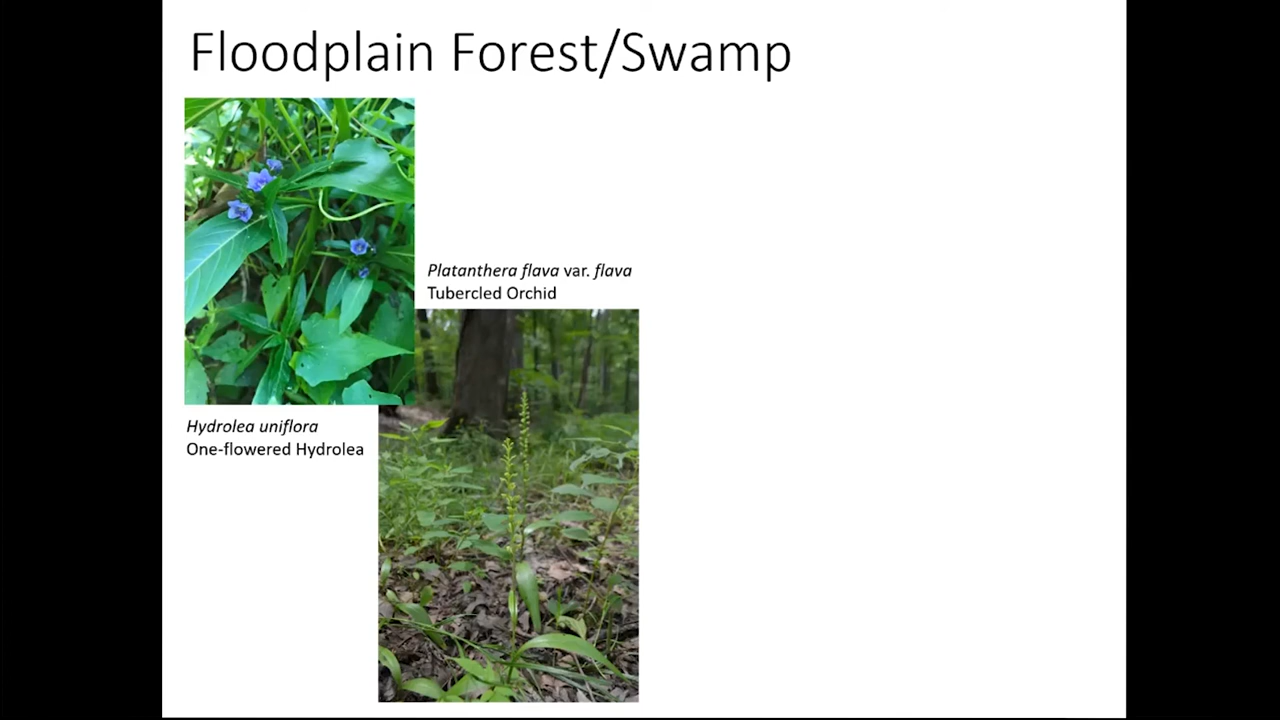 Floodplain Forest/Swamp
Platanthera flava var. flava
Tubercled Orchid
Hydrolea uniflora
One-flowered Hydrolea